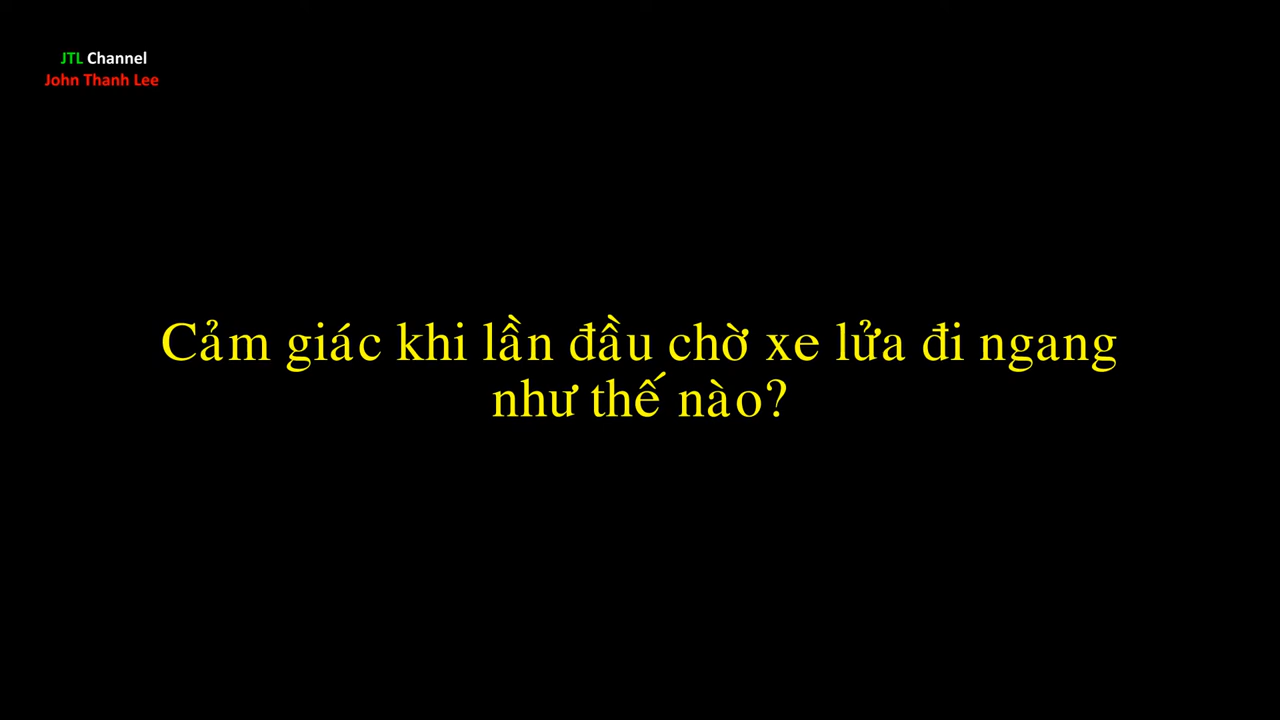 JTL Channel
John Thanh Lee
Cảm giác khi lần đầu chờ xe lửa đi ngang
như thế nào?